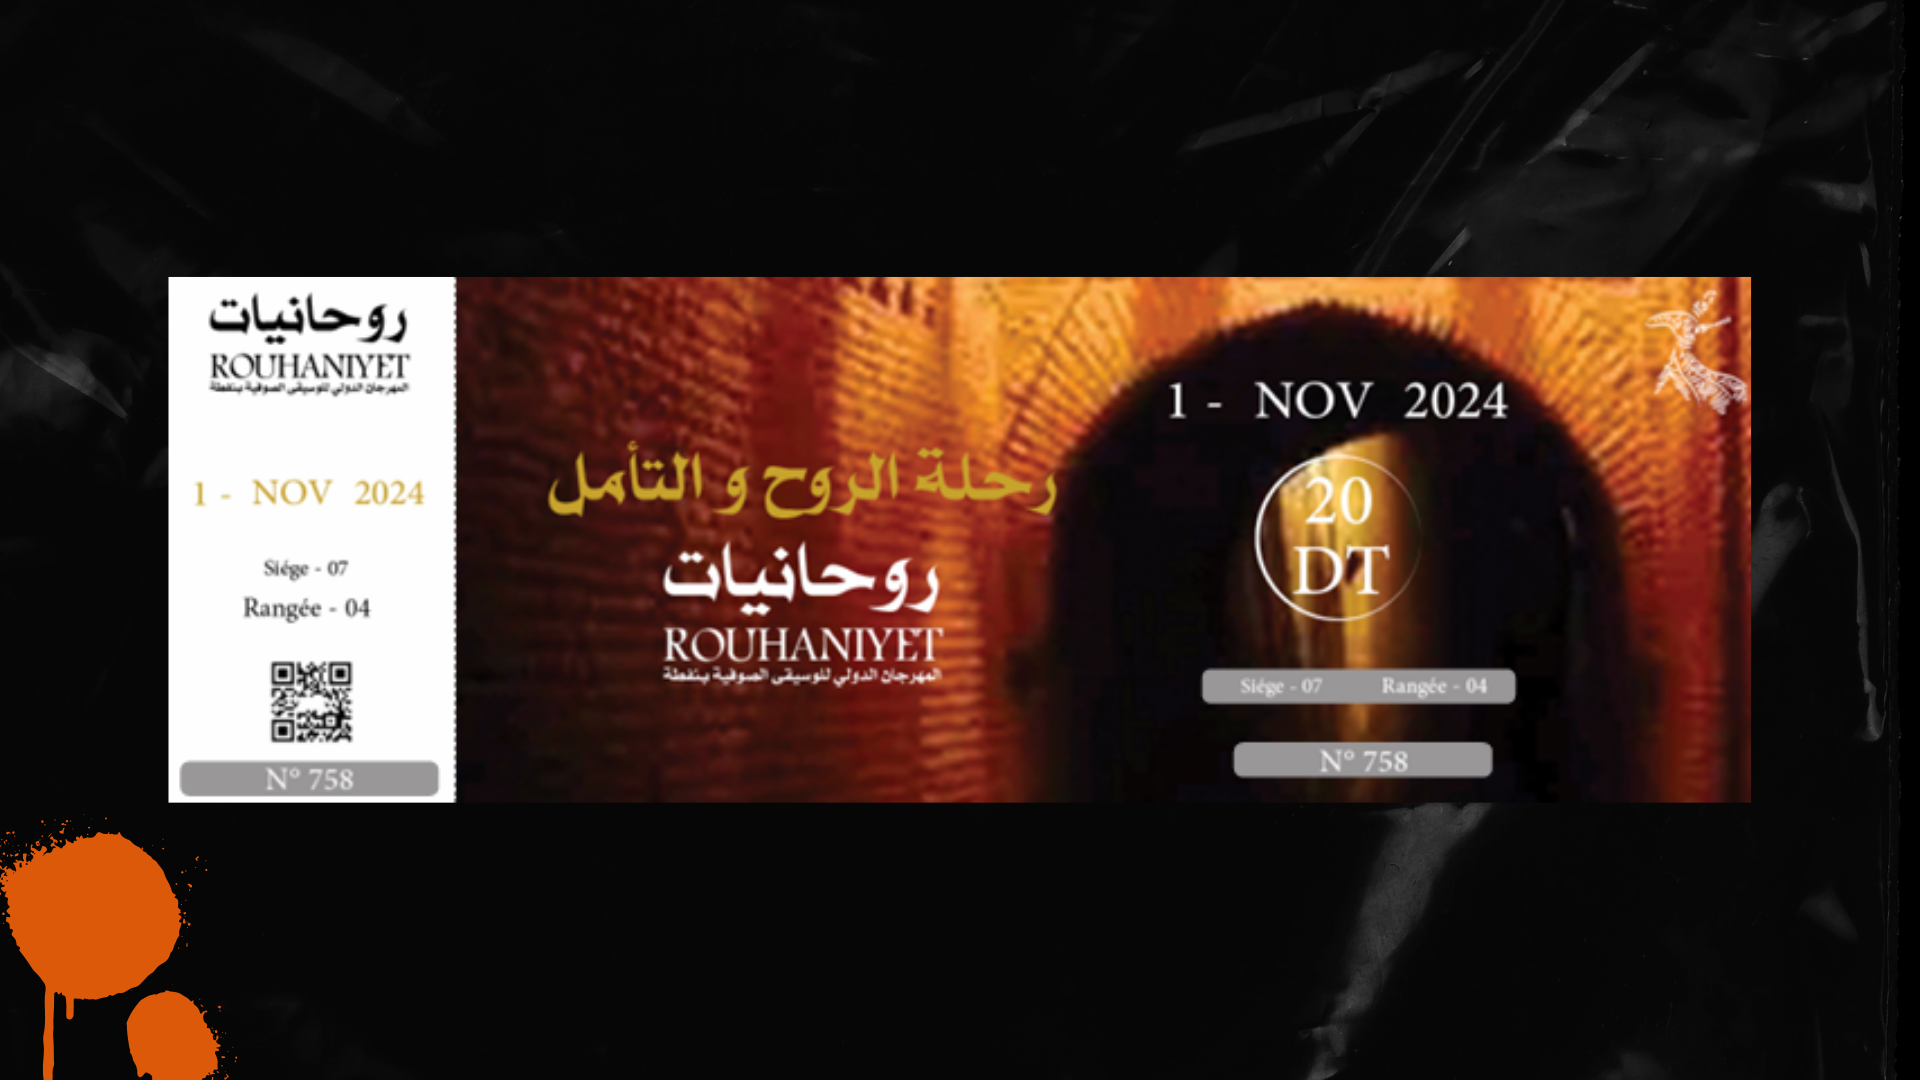 روحانيات
ROUHANIYET
المهرجان الدولي للموسيقى الصوفية بنفطة
1 - NOV 2024
Siége - 07
Rangée - 04
N° 758
رحلة الروح و التأمل
روحانيات
ROUHANIYET
المهرجان الدولي للموسيقى الصوفية بنفطة
1 - NOV 2024
20
DT
Siége - 07 Rangée - 04
N° 758